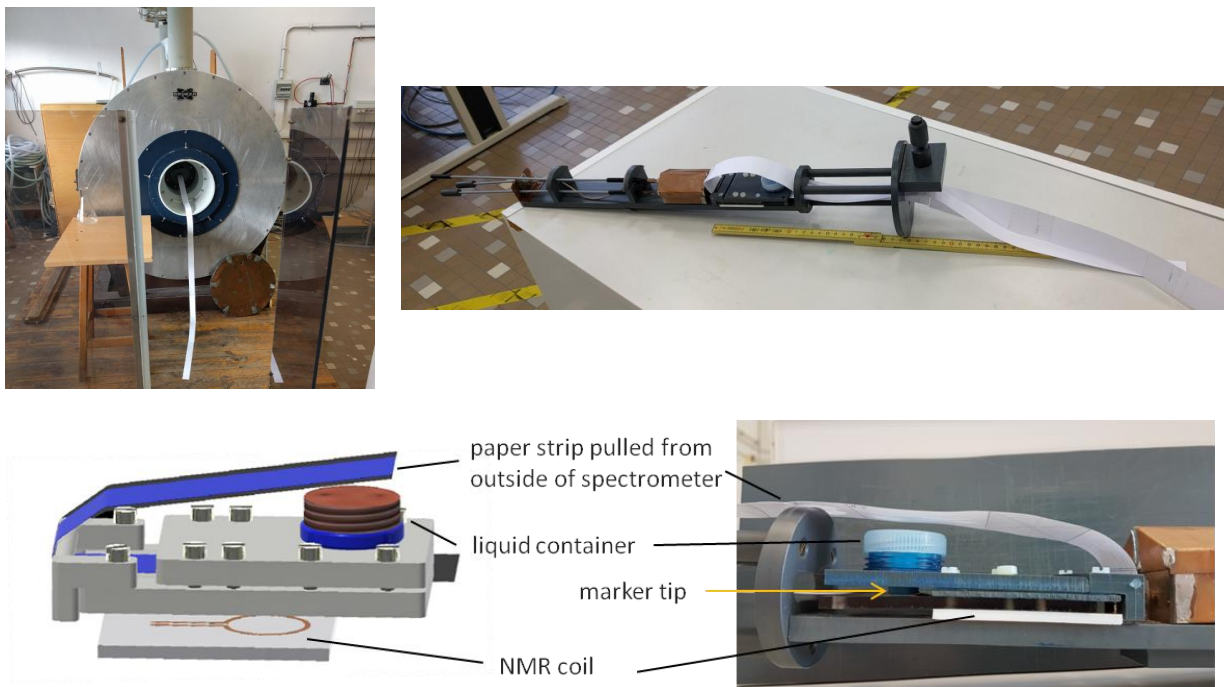 paper strip pulled from
outside of spectrometer
liquid container
marker tip
NMR coil